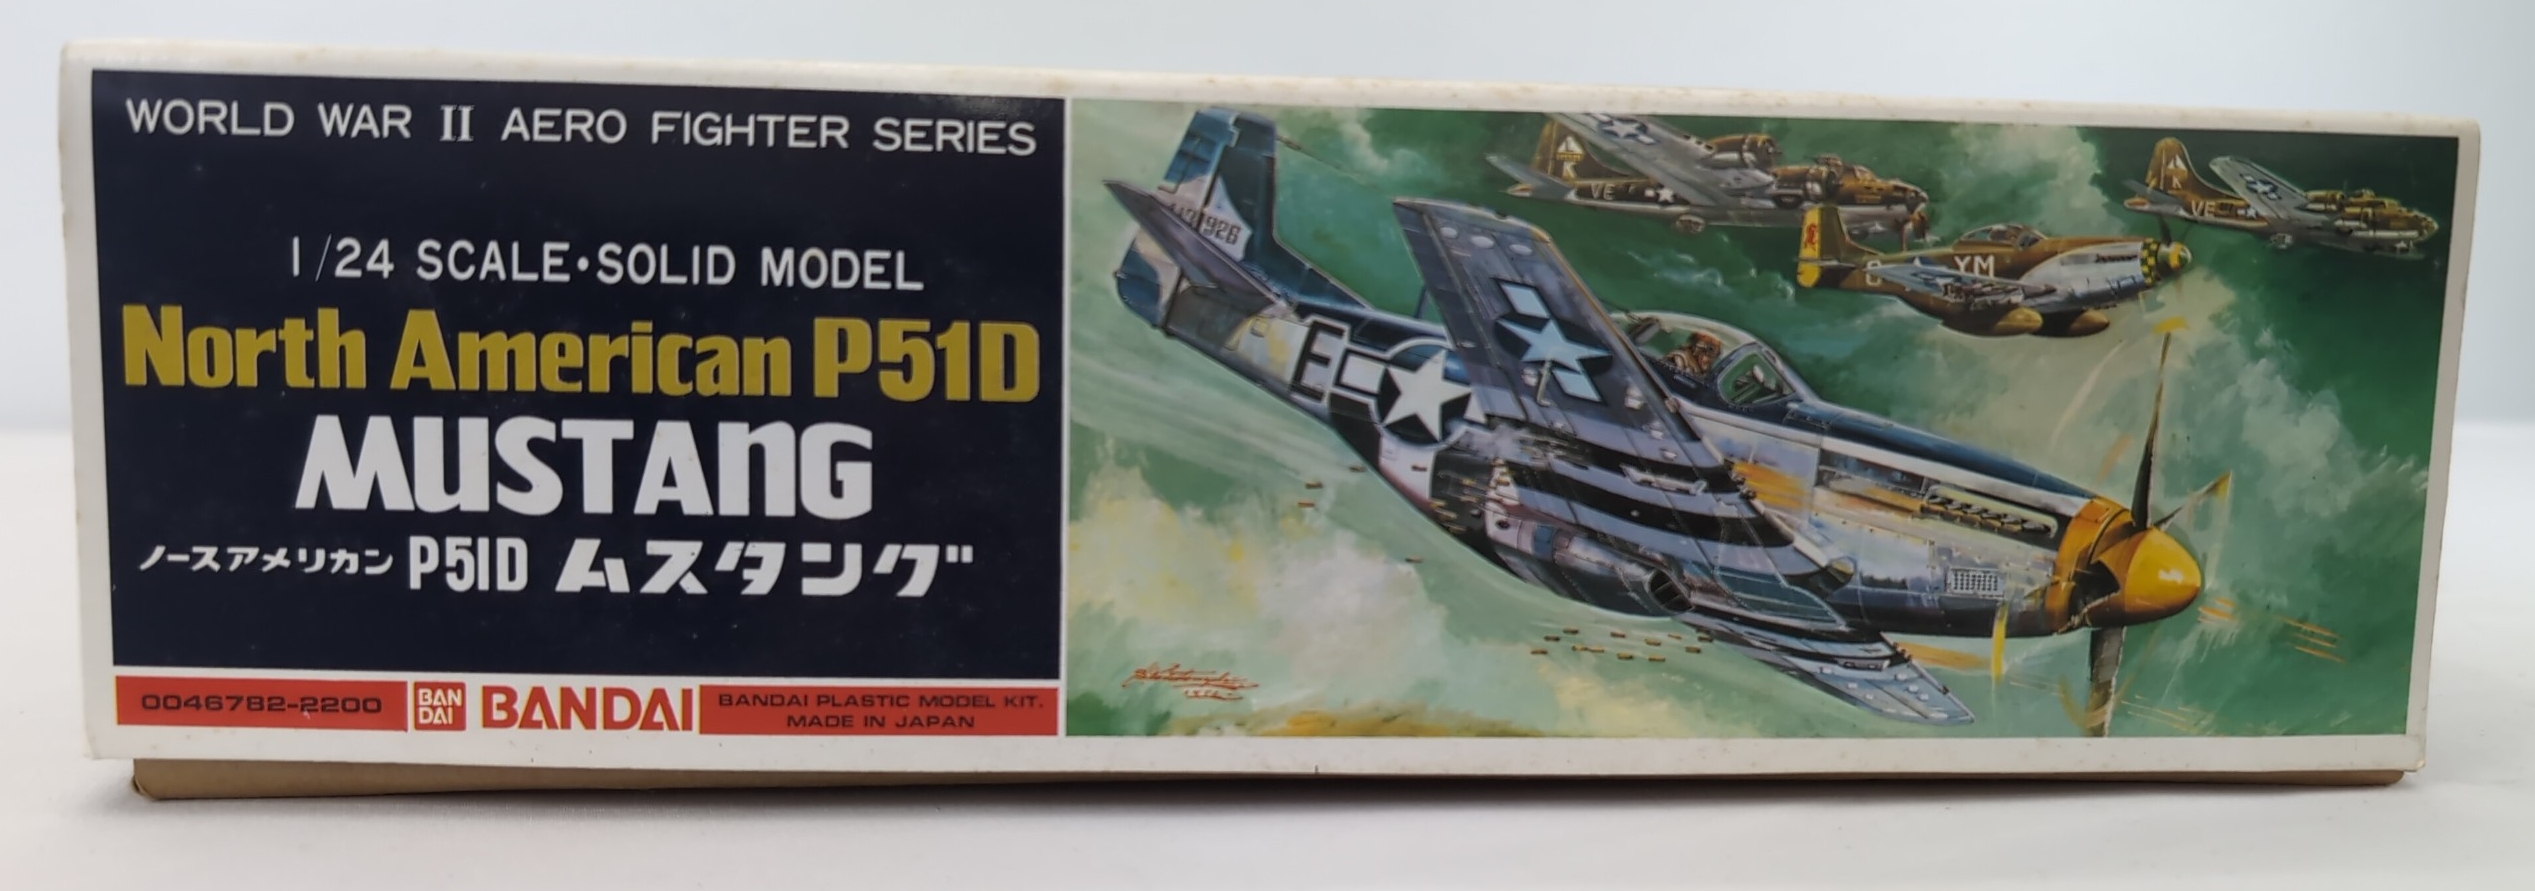 WORLD WAR II AERO FIGHTER SERIES
1/24 SCALE・SOLID MODEL
North American P51D
MUSTANG
ノースアメリカン P51D ムスタング
0046782-2200
BAN
DAI
BANDAI
BANDAI PLASTIC MODEL KIT.
MADE IN JAPAN
K
VE
K
VE
YM
E